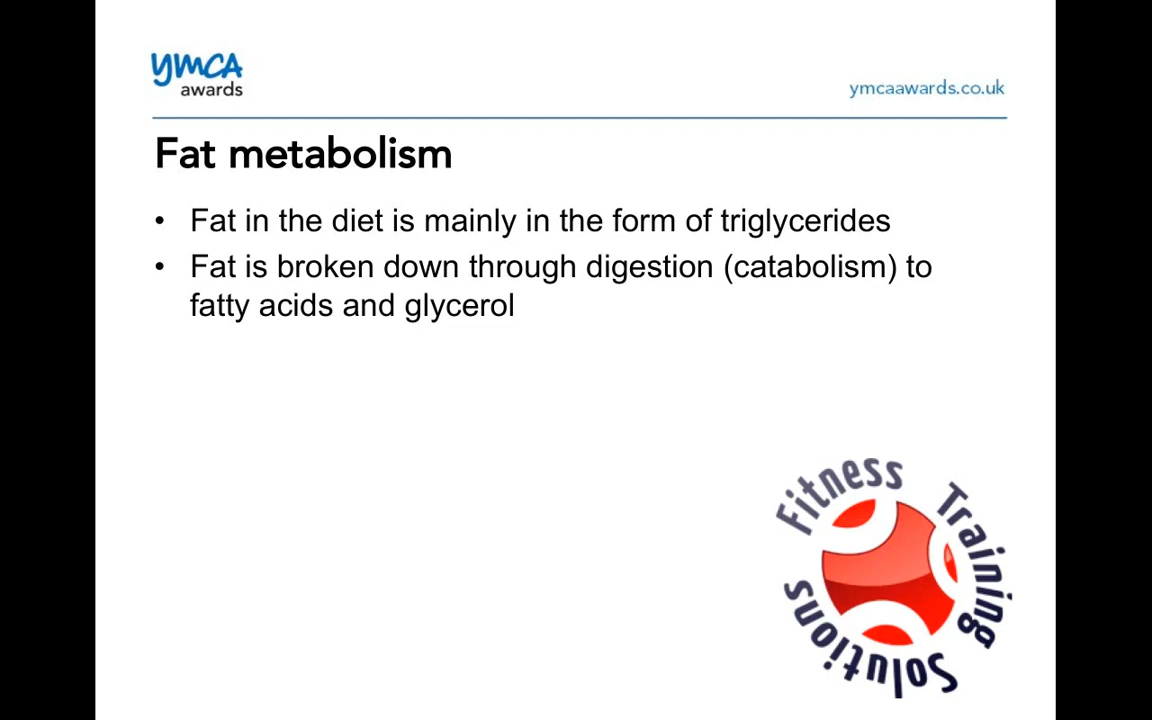 ymca
awards
ymcaawards.co.uk
Fat metabolism
• Fat in the diet is mainly in the form of triglycerides
• Fat is broken down through digestion (catabolism) to
fatty acids and glycerol
Fitness Training Solutions